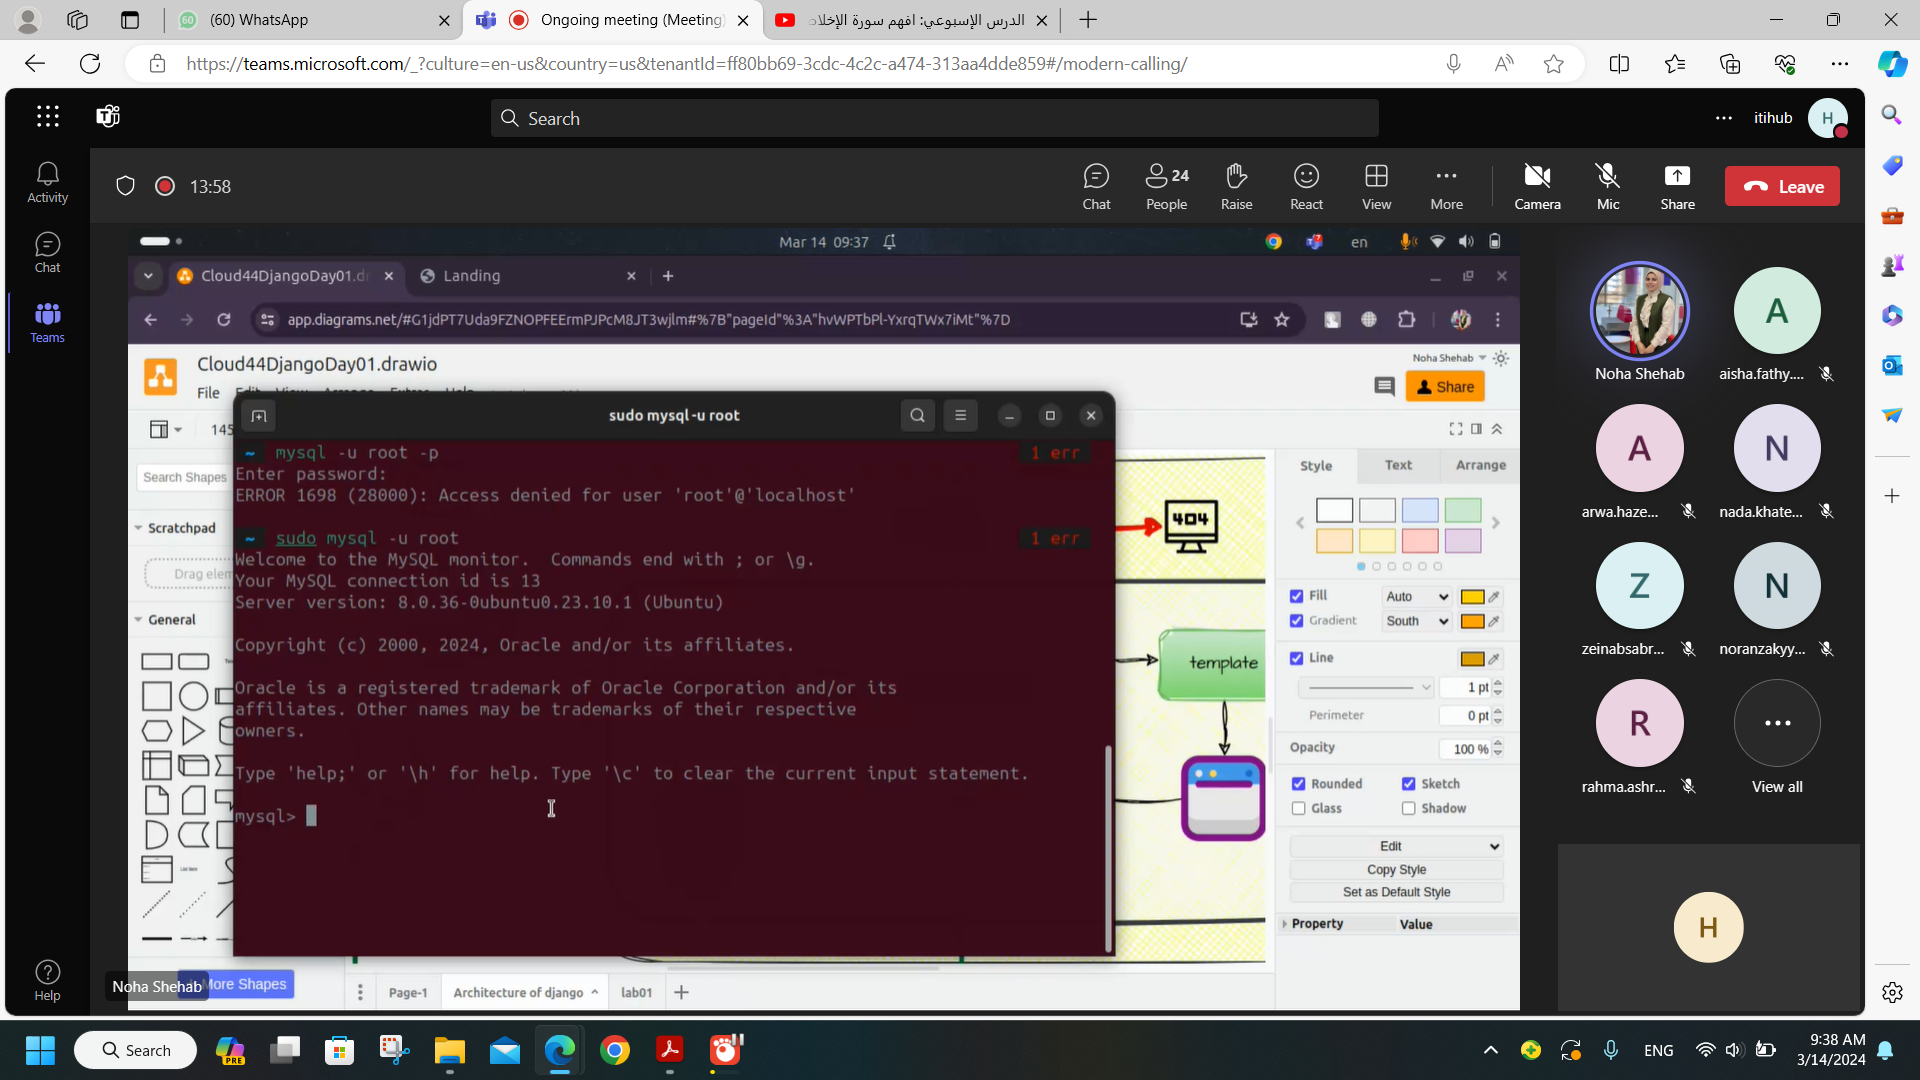 (60) WhatsApp
Ongoing meeting (Meeting
الدرس الإسبوعي: افهم سورة الإخلاص
https://teams.microsoft.com/_?culture=en-us&country=us&tenantId=ff80bb69-3cdc-4c2c-a474-313aa4dde859#/modern-calling/
Search
itihub
H
Activity
Chat
Teams
Help
13:58
Chat
24
People
Raise
React
View
More
Camera
Mic
Share
Leave
Mar 14 09:37
en
Cloud44DjangoDay01.dr
Landing
app.diagrams.net/#G1jdPT7Uda9FZNOPFEErmPJPcM8JT3wjlm#%7B"pageId"%3A"hvWPTbPl-YxrqTWx7iMt"%7D
Cloud44DjangoDay01.drawio
Noha Shehab
Share
File
145
Search Shapes
Scratchpad
Drag elem
General
More Shapes
sudo mysql -u root
~ mysql -u root -p
1 err
Enter password:
ERROR 1698 (28000): Access denied for user 'root'@'localhost'
~ sudo mysql -u root
1 err
Welcome to the MySQL monitor.  Commands end with ; or \g.
Your MySQL connection id is 13
Server version: 8.0.36-0ubuntu0.23.10.1 (Ubuntu)
Copyright (c) 2000, 2024, Oracle and/or its affiliates.
Oracle is a registered trademark of Oracle Corporation and/or its
affiliates. Other names may be trademarks of their respective
owners.
Type 'help;' or '\h' for help. Type '\c' to clear the current input statement.
mysql>
404
template
Style
Text
Arrange
Fill
Auto
Gradient
South
Line
1 pt
Perimeter
0 pt
Opacity
100 %
Rounded
Sketch
Glass
Shadow
Edit
Copy Style
Set as Default Style
Property
Value
Page-1
Architecture of django
lab01
Noha Shehab
Noha Shehab
A
aisha.fathy....
A
arwa.haze...
N
nada.khate...
Z
zeinabsabr...
N
noranzakyy...
R
rahma.ashr...
View all
H
Search
PRE
ENG
9:38 AM
3/14/2024